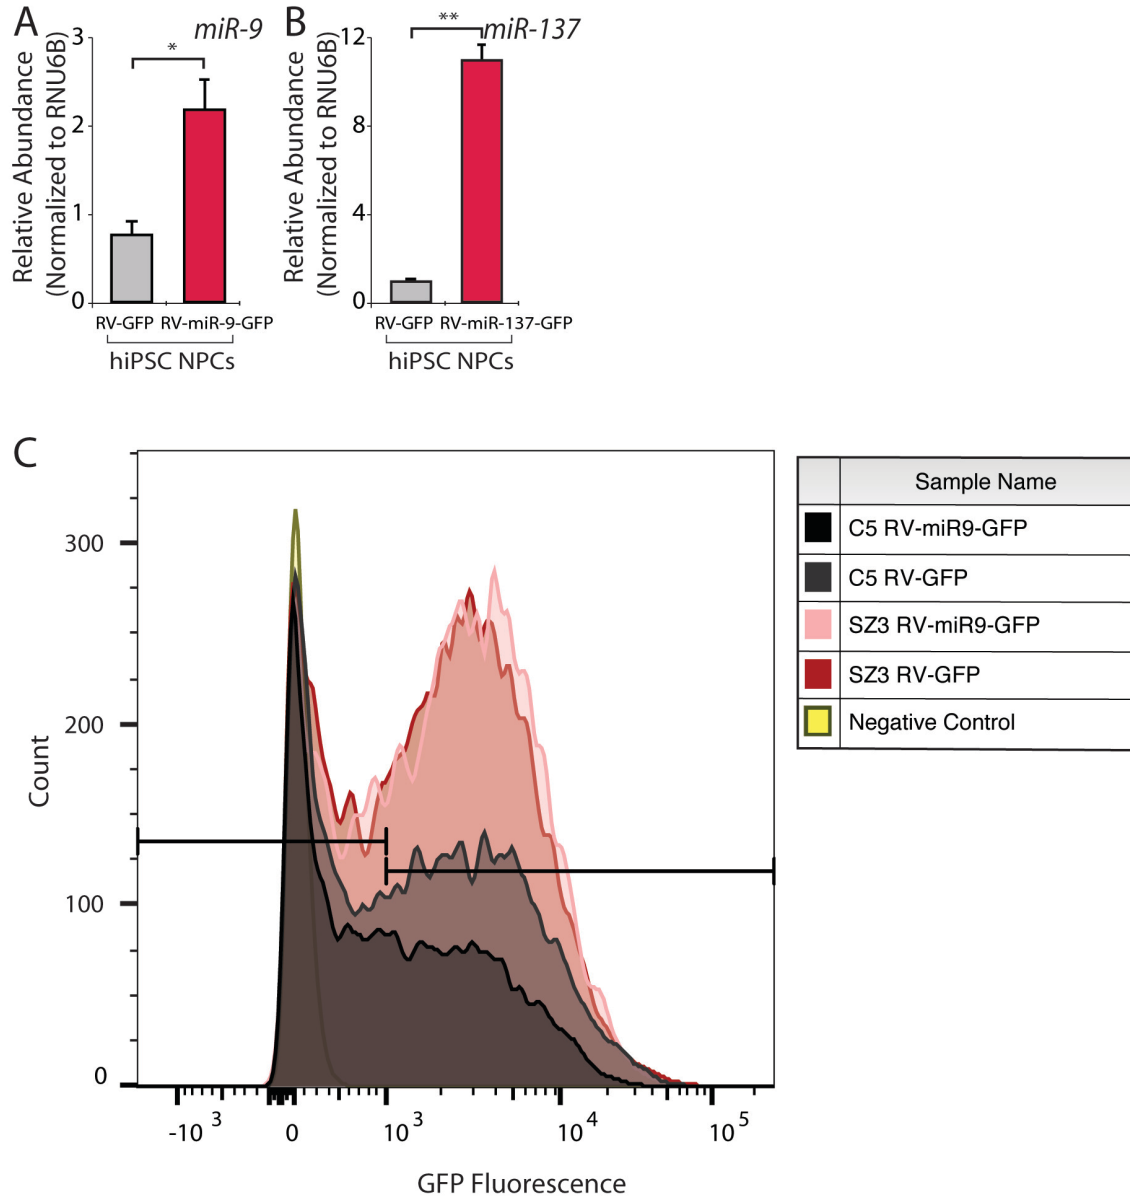 A
miR-9
*
Relative Abundance
(Normalized to RNU6B)
3
2
1
0
RV-GFP RV-miR-9-GFP
hiPSC NPCs
B
miR-137
**
Relative Abundance
(Normalized to RNU6B)
12
8
4
0
RV-GFP RV-miR-137-GFP
hiPSC NPCs
C
Count
300
200
100
0
-10 3 0 10 3 10 4 10 5
GFP Fluorescence
Sample Name
C5 RV-miR9-GFP
C5 RV-GFP
SZ3 RV-miR9-GFP
SZ3 RV-GFP
Negative Control